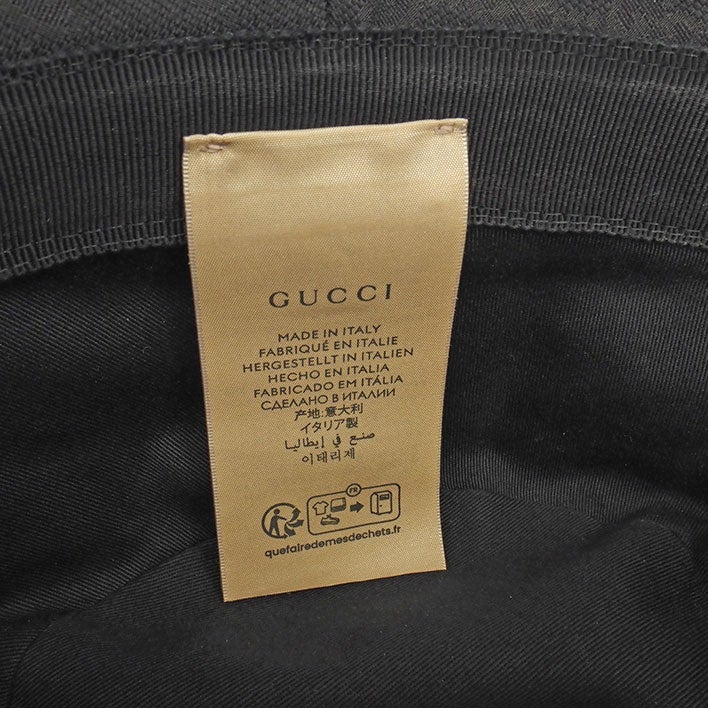 GUCCI
MADE IN ITALY
FABRIQUÉ EN ITALIE
HERGESTELLT IN ITALIEN
HECHO EN ITALIA
FABRICADO EM ITÁLIA
СДЕЛАНО В ИТАЛИИ
产地:意大利
イタリア製
صنع في إيطاليا
이태리제
FR
quefairedemesdechets.fr